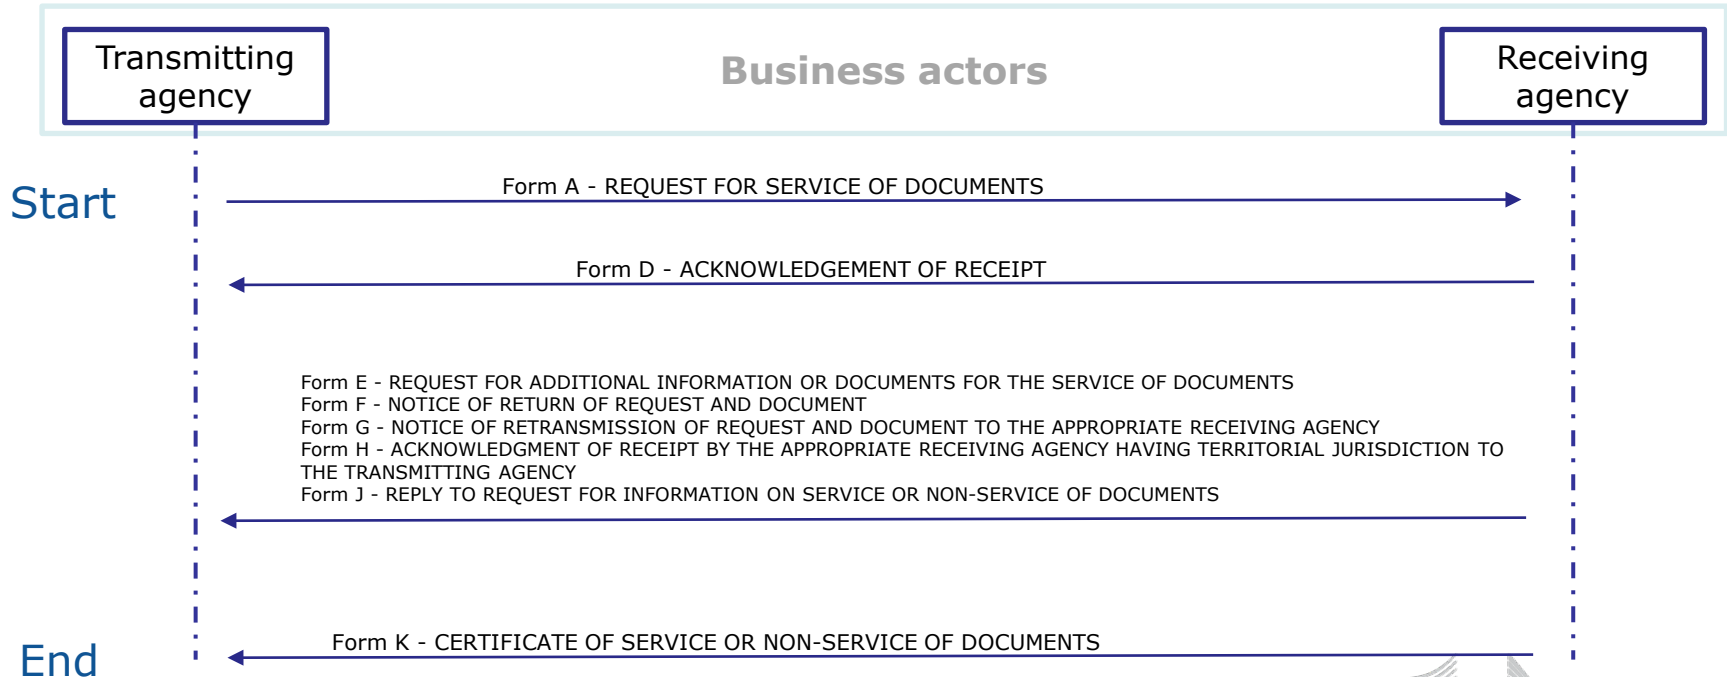 Transmitting
agency
Business actors
Receiving
agency
Start
Form A - REQUEST FOR SERVICE OF DOCUMENTS
Form D - ACKNOWLEDGEMENT OF RECEIPT
Form E - REQUEST FOR ADDITIONAL INFORMATION OR DOCUMENTS FOR THE SERVICE OF DOCUMENTS
Form F - NOTICE OF RETURN OF REQUEST AND DOCUMENT
Form G - NOTICE OF RETRANSMISSION OF REQUEST AND DOCUMENT TO THE APPROPRIATE RECEIVING AGENCY
Form H - ACKNOWLEDGMENT OF RECEIPT BY THE APPROPRIATE RECEIVING AGENCY HAVING TERRITORIAL JURISDICTION TO
THE TRANSMITTING AGENCY
Form J - REPLY TO REQUEST FOR INFORMATION ON SERVICE OR NON-SERVICE OF DOCUMENTS
Form K - CERTIFICATE OF SERVICE OR NON-SERVICE OF DOCUMENTS
End